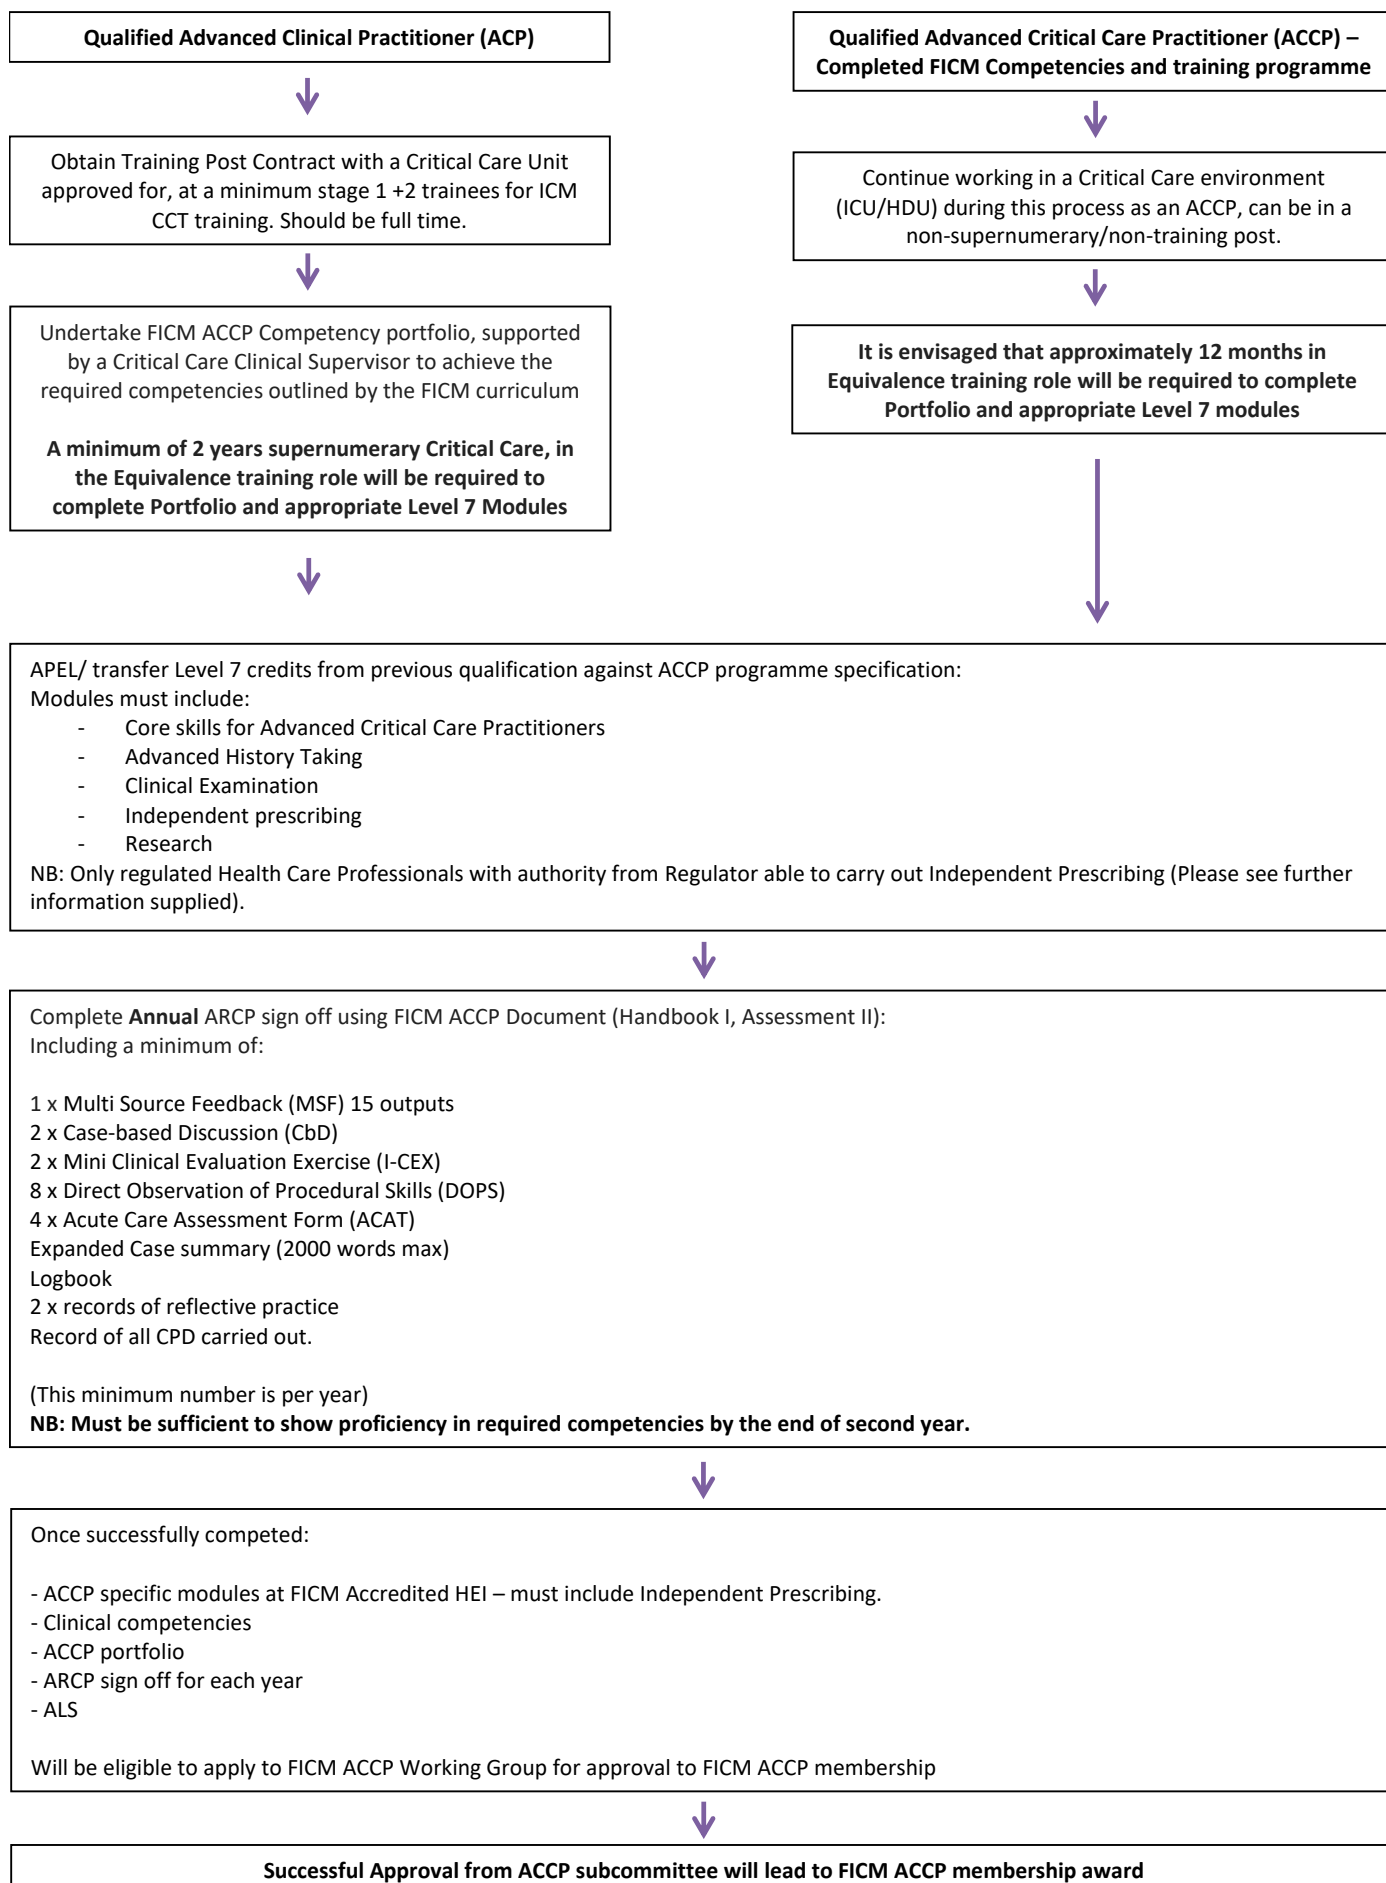 Qualified Advanced Clinical Practitioner (ACP)
Obtain Training Post Contract with a Critical Care Unit
approved for, at a minimum stage 1 +2 trainees for ICM
CCT training. Should be full time.
Undertake FICM ACCP Competency portfolio, supported
by a Critical Care Clinical Supervisor to achieve the
required competencies outlined by the FICM curriculum
A minimum of 2 years supernumerary Critical Care, in
the Equivalence training role will be required to
complete Portfolio and appropriate Level 7 Modules
Qualified Advanced Critical Care Practitioner (ACCP) –
Completed FICM Competencies and training programme
Continue working in a Critical Care environment
(ICU/HDU) during this process as an ACCP, can be in a
non-supernumerary/non-training post.
It is envisaged that approximately 12 months in
Equivalence training role will be required to complete
Portfolio and appropriate Level 7 modules
APEL/ transfer Level 7 credits from previous qualification against ACCP programme specification:
Modules must include:
- Core skills for Advanced Critical Care Practitioners
- Advanced History Taking
- Clinical Examination
- Independent prescribing
- Research
NB: Only regulated Health Care Professionals with authority from Regulator able to carry out Independent Prescribing (Please see further
information supplied).
Complete Annual ARCP sign off using FICM ACCP Document (Handbook I, Assessment II):
Including a minimum of:
1 x Multi Source Feedback (MSF) 15 outputs
2 x Case-based Discussion (CbD)
2 x Mini Clinical Evaluation Exercise (I-CEX)
8 x Direct Observation of Procedural Skills (DOPS)
4 x Acute Care Assessment Form (ACAT)
Expanded Case summary (2000 words max)
Logbook
2 x records of reflective practice
Record of all CPD carried out.
(This minimum number is per year)
NB: Must be sufficient to show proficiency in required competencies by the end of second year.
Once successfully competed:
- ACCP specific modules at FICM Accredited HEI – must include Independent Prescribing.
- Clinical competencies
- ACCP portfolio
- ARCP sign off for each year
- ALS
Will be eligible to apply to FICM ACCP Working Group for approval to FICM ACCP membership
Successful Approval from ACCP subcommittee will lead to FICM ACCP membership award